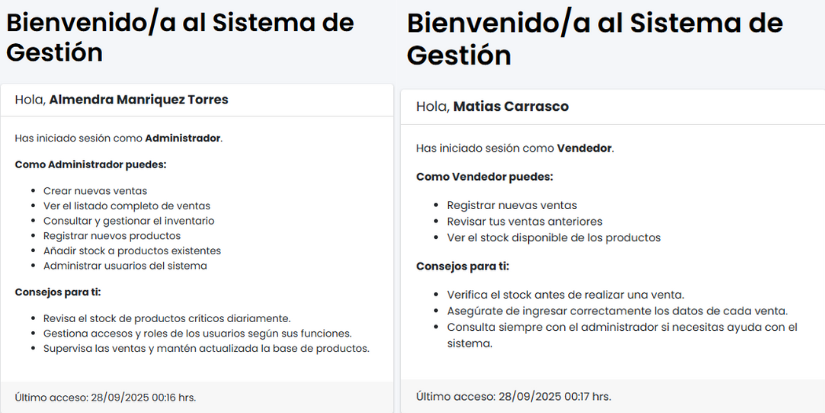 Bienvenido/a al Sistema de
Gestión
Hola, Almendra Manriquez Torres
Has iniciado sesión como Administrador.
Como Administrador puedes:
• Crear nuevas ventas
• Ver el listado completo de ventas
• Consultar y gestionar el inventario
• Registrar nuevos productos
• Añadir stock a productos existentes
• Administrar usuarios del sistema
Consejos para ti:
• Revisa el stock de productos críticos diariamente.
• Gestiona accesos y roles de los usuarios según sus funciones.
• Supervisa las ventas y mantén actualizada la base de productos.
Último acceso: 28/09/2025 00:16 hrs.
Bienvenido/a al Sistema de
Gestión
Hola, Matias Carrasco
Has iniciado sesión como Vendedor.
Como Vendedor puedes:
• Registrar nuevas ventas
• Revisar tus ventas anteriores
• Ver el stock disponible de los productos
Consejos para ti:
• Verifica el stock antes de realizar una venta.
• Asegúrate de ingresar correctamente los datos de cada venta.
• Consulta siempre con el administrador si necesitas ayuda con el
sistema.
Último acceso: 28/09/2025 00:17 hrs.